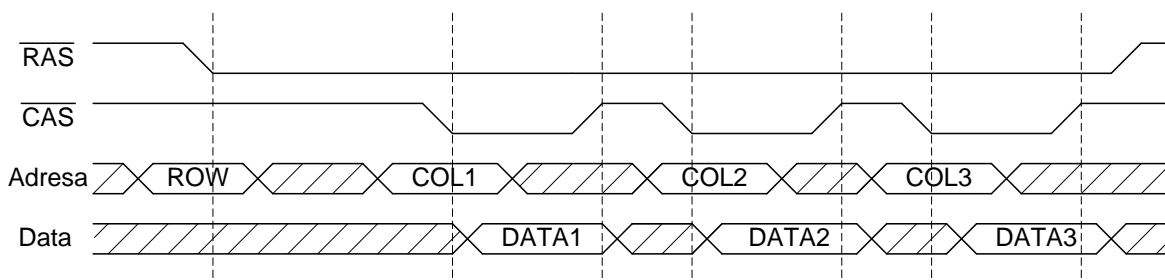 RAS
CAS
Adresa ROW COL1 COL2 COL3
Data DATA1 DATA2 DATA3